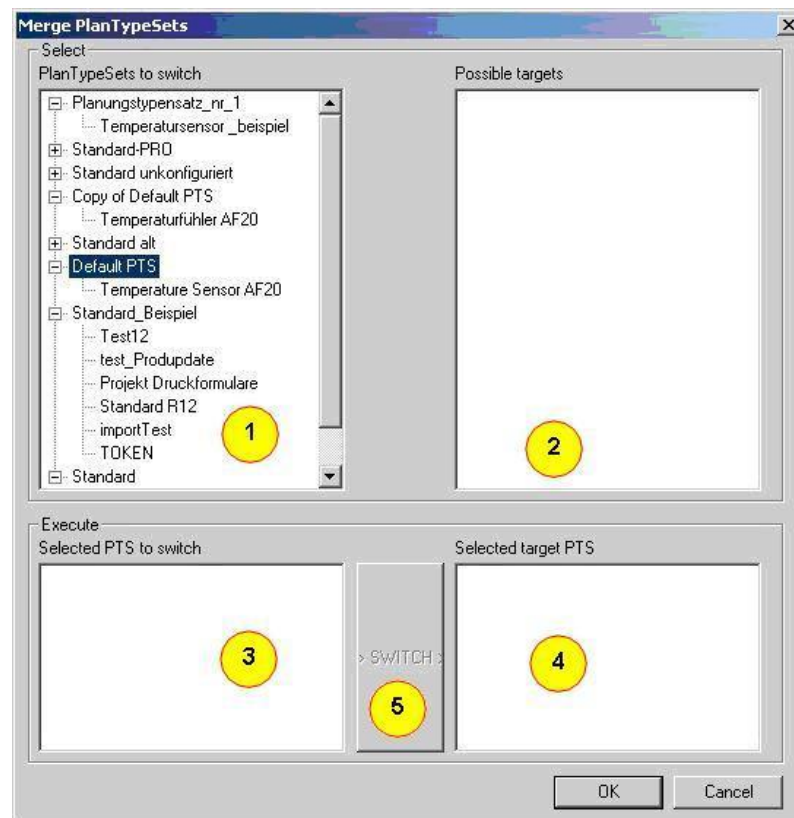 Merge PlanTypeSets
Select
PlanTypeSets to switch
Possible targets
Planungstypensatz_nr_1
Temperatursensor _beispiel
Standard-PRO
Standard unkonfiguriert
Copy of Default PTS
Temperaturfühler AF20
Standard alt
Default PTS
Temperature Sensor AF20
Standard_Beispiel
Test12
test_Produpdate
Projekt Druckformulare
Standard R12
importTest
TOKEN
Standard
1
2
Execute
Selected PTS to switch
Selected target PTS
3
> SWITCH >
4
5
OK
Cancel